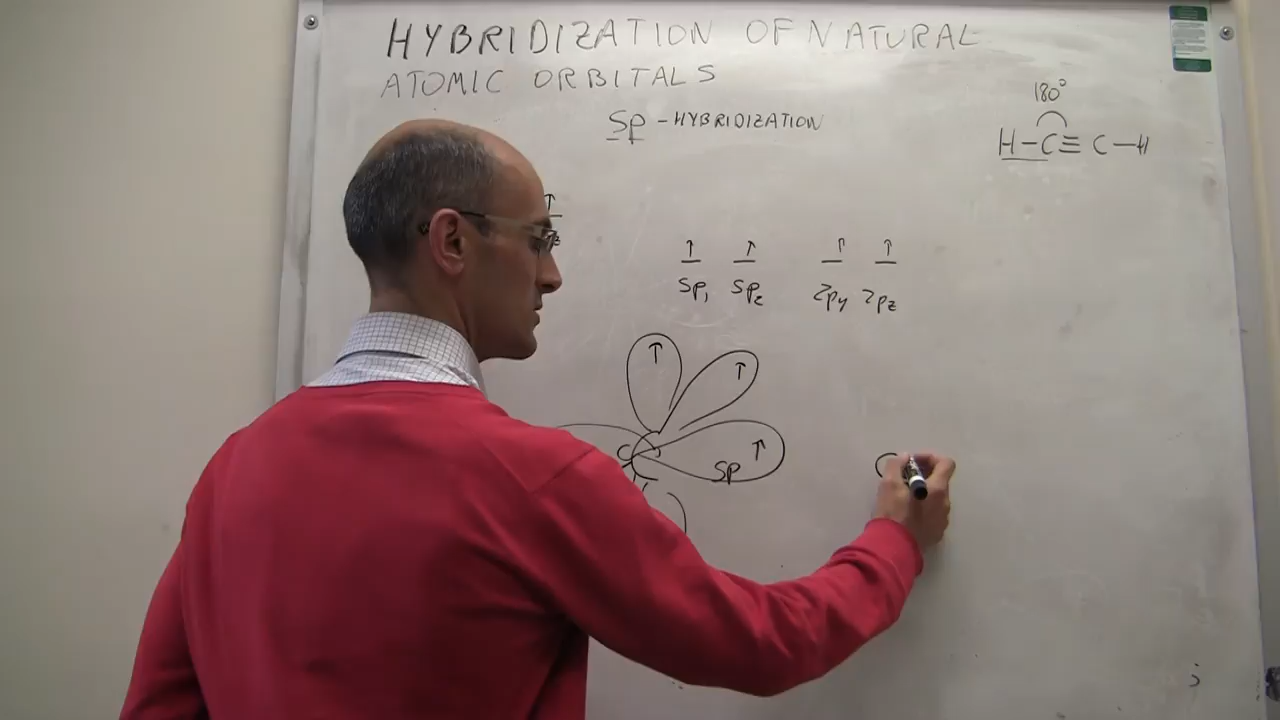 HYBRIDIZATION OF NATURAL
ATOMIC ORBITALS
sp - HYBRIDIZATION
180°
H-C≡C-H
↑ ↑ ↑ ↑ ↑
sp₁ sp₂ 2py 2pz
↑ ↑
C sp ↑
C